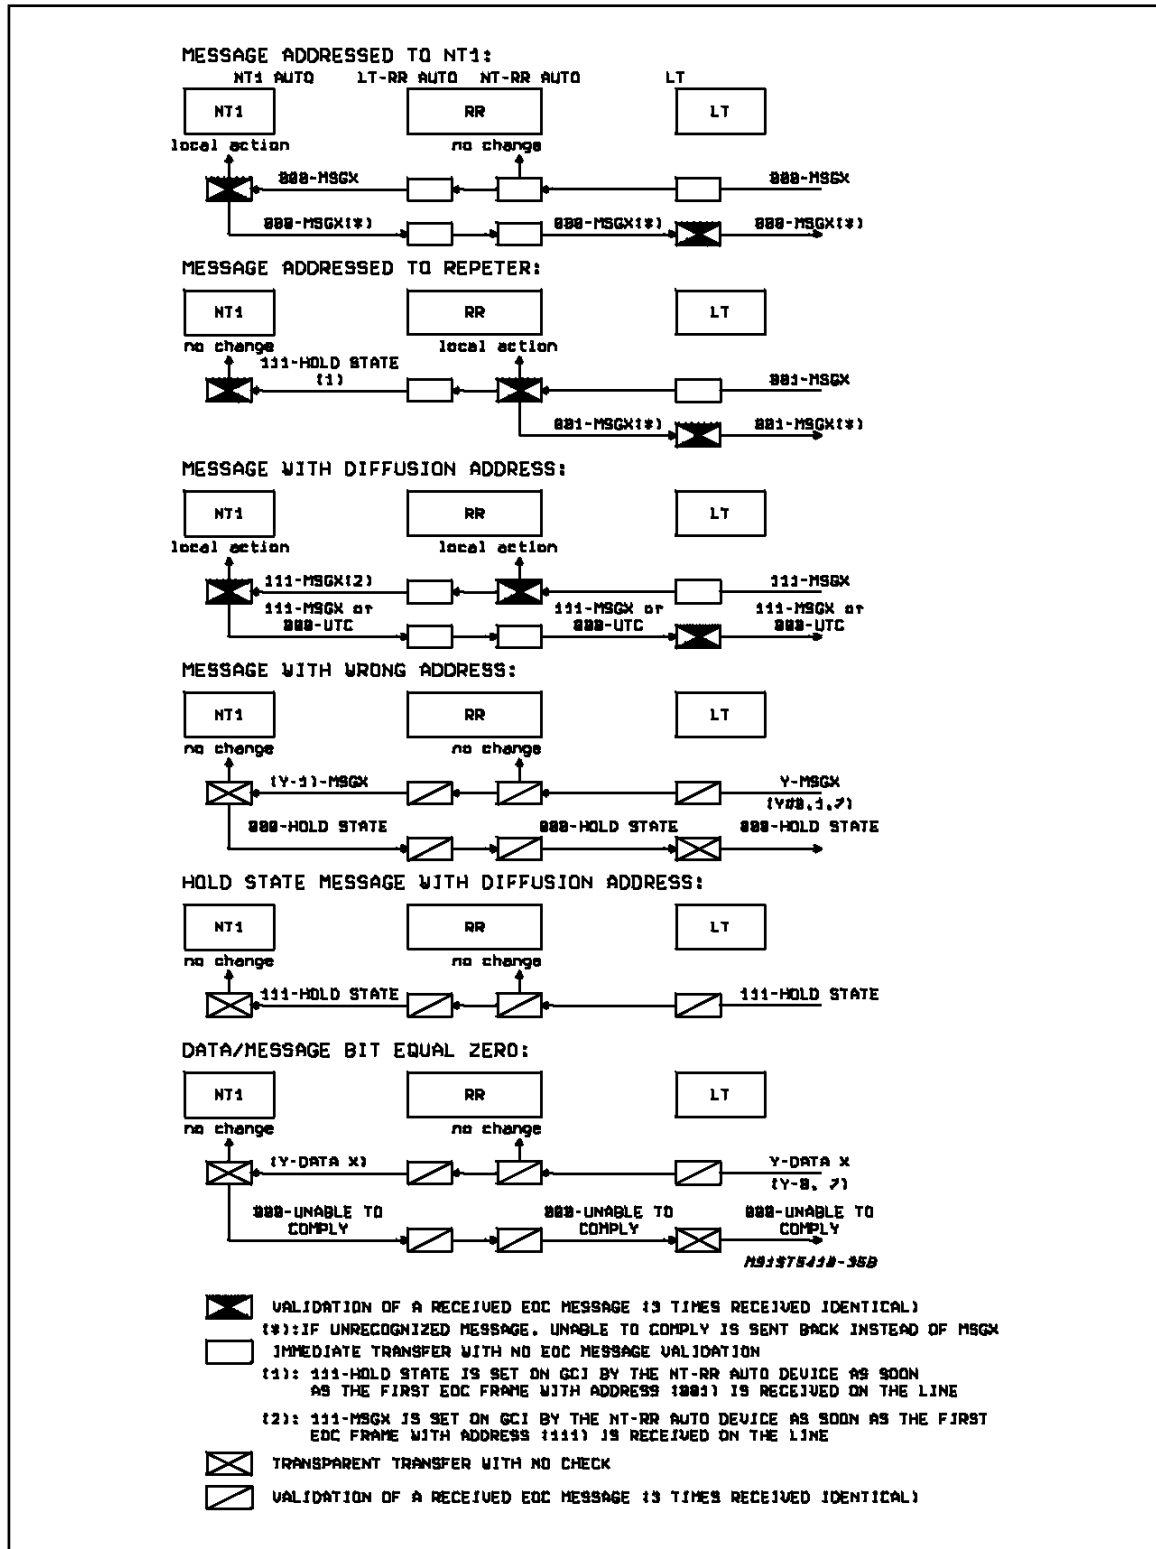 MESSAGE ADDRESSED TO NT1:
NT1 AUTO LT-RR AUTO NT-RR AUTO LT
NT1 RR LT
local action no change
000-MSGX 000-MSGX
000-MSGX(*) 000-MSGX(*) 000-MSGX(*)
MESSAGE ADDRESSED TO REPETER:
NT1 RR LT
no change local action
111-HOLD STATE
(1) 001-MSGX
001-MSGX(*) 001-MSGX(*)
MESSAGE WITH DIFFUSION ADDRESS:
NT1 RR LT
local action local action
111-MSGX(2) 111-MSGX
111-MSGX or 111-MSGX or 111-MSGX or
000-UTC 000-UTC 000-UTC
MESSAGE WITH WRONG ADDRESS:
NT1 RR LT
no change no change
(Y-1)-MSGX Y-MSGX
(Y#0,1,7)
000-HOLD STATE 000-HOLD STATE 000-HOLD STATE
HOLD STATE MESSAGE WITH DIFFUSION ADDRESS:
NT1 RR LT
no change no change
111-HOLD STATE 111-HOLD STATE
DATA/MESSAGE BIT EQUAL ZERO:
NT1 RR LT
no change no change
(Y-DATA X) Y-DATA X
(Y-0, 7)
000-UNABLE TO 000-UNABLE TO 000-UNABLE TO
COMPLY COMPLY COMPLY
VALIDATION OF A RECEIVED EOC MESSAGE (3 TIMES RECEIVED IDENTICAL)
(*):IF UNRECOGNIZED MESSAGE. UNABLE TO COMPLY IS SENT BACK INSTEAD OF MSGX
IMMEDIATE TRANSFER WITH NO EOC MESSAGE VALIDATION
(1): 111-HOLD STATE IS SET ON GCI BY THE NT-RR AUTO DEVICE AS SOON
AS THE FIRST EOC FRAME WITH ADDRESS (001) IS RECEIVED ON THE LINE
(2): 111-MSGX IS SET ON GCI BY THE NT-RR AUTO DEVICE AS SOON AS THE FIRST
EOC FRAME WITH ADDRESS (111) IS RECEIVED ON THE LINE
TRANSPARENT TRANSFER WITH NO CHECK
VALIDATION OF A RECEIVED EOC MESSAGE (3 TIMES RECEIVED IDENTICAL)